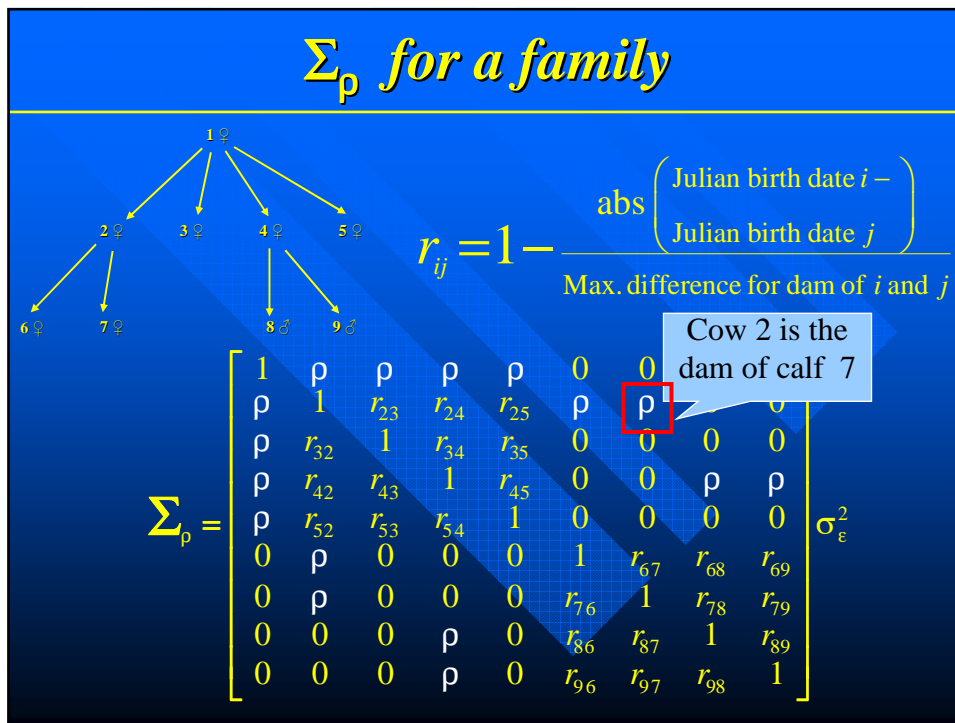 Σρ for a family
1♀
2♀ 3♀ 4♀ 5♀
6♀ 7♀ 8♂ 9♂
r_ij = 1 − abs (Julian birth date i − Julian birth date j) / Max. difference for dam of i and j
Cow 2 is the
dam of calf 7
1 ρ ρ ρ ρ 0 0
ρ 1 r23 r24 r25 ρ ρ 0 0
ρ r32 1 r34 r35 0 0 0 0
ρ r42 r43 1 r45 0 0 ρ ρ
Σρ = ρ r52 r53 r54 1 0 0 0 0 σ²ε
0 ρ 0 0 0 1 r67 r68 r69
0 ρ 0 0 0 r76 1 r78 r79
0 0 0 ρ 0 r86 r87 1 r89
0 0 0 ρ 0 r96 r97 r98 1